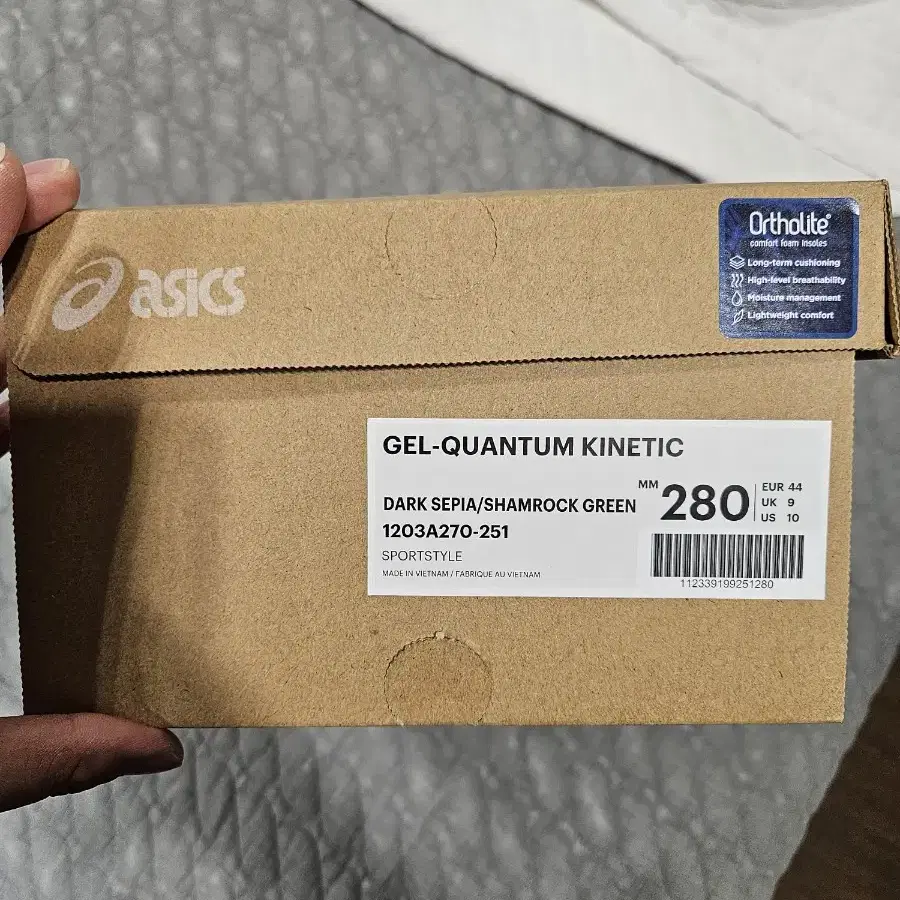 asics
Ortholite®
comfort foam insoles
Long-term cushioning
High-level breathability
Moisture management
Lightweight comfort
GEL-QUANTUM KINETIC
DARK SEPIA/SHAMROCK GREEN
1203A270-251
SPORTSTYLE
MADE IN VIETNAM / FABRIQUE AU VIETNAM
MM 280
EUR 44
UK 9
US 10
112339199251280